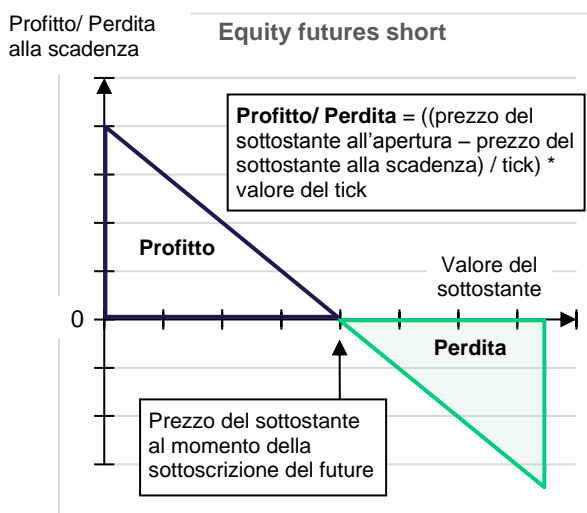 Profitto/ Perdita
alla scadenza
Equity futures short
Profitto/ Perdita = ((prezzo del
sottostante all'apertura – prezzo del
sottostante alla scadenza) / tick) *
valore del tick
Profitto
Valore del
sottostante
0
Perdita
Prezzo del sottostante
al momento della
sottoscrizione del future